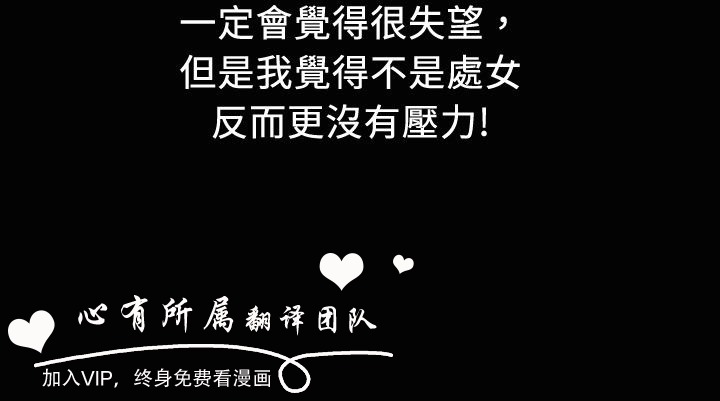 一定會覺得很失望，
但是我覺得不是處女
反而更沒有壓力!
心有所属翻译团队
加入VIP，终身免费看漫画